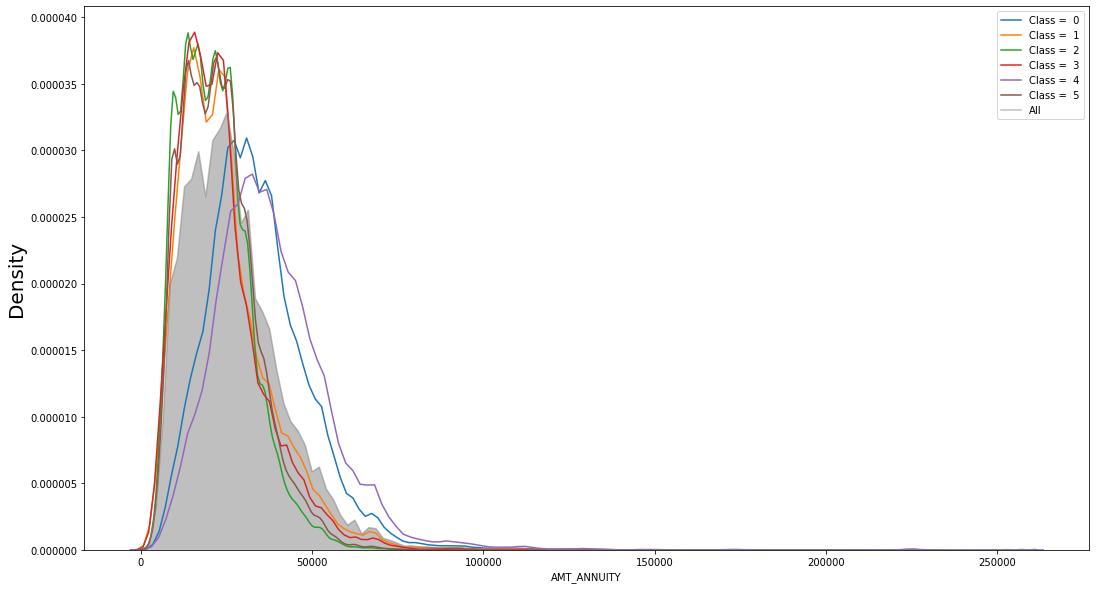 0.000040
0.000035
0.000030
0.000025
0.000020
0.000015
0.000010
0.000005
0.000000
Density
0
50000
100000
150000
200000
250000
AMT_ANNUITY
Class = 0
Class = 1
Class = 2
Class = 3
Class = 4
Class = 5
All